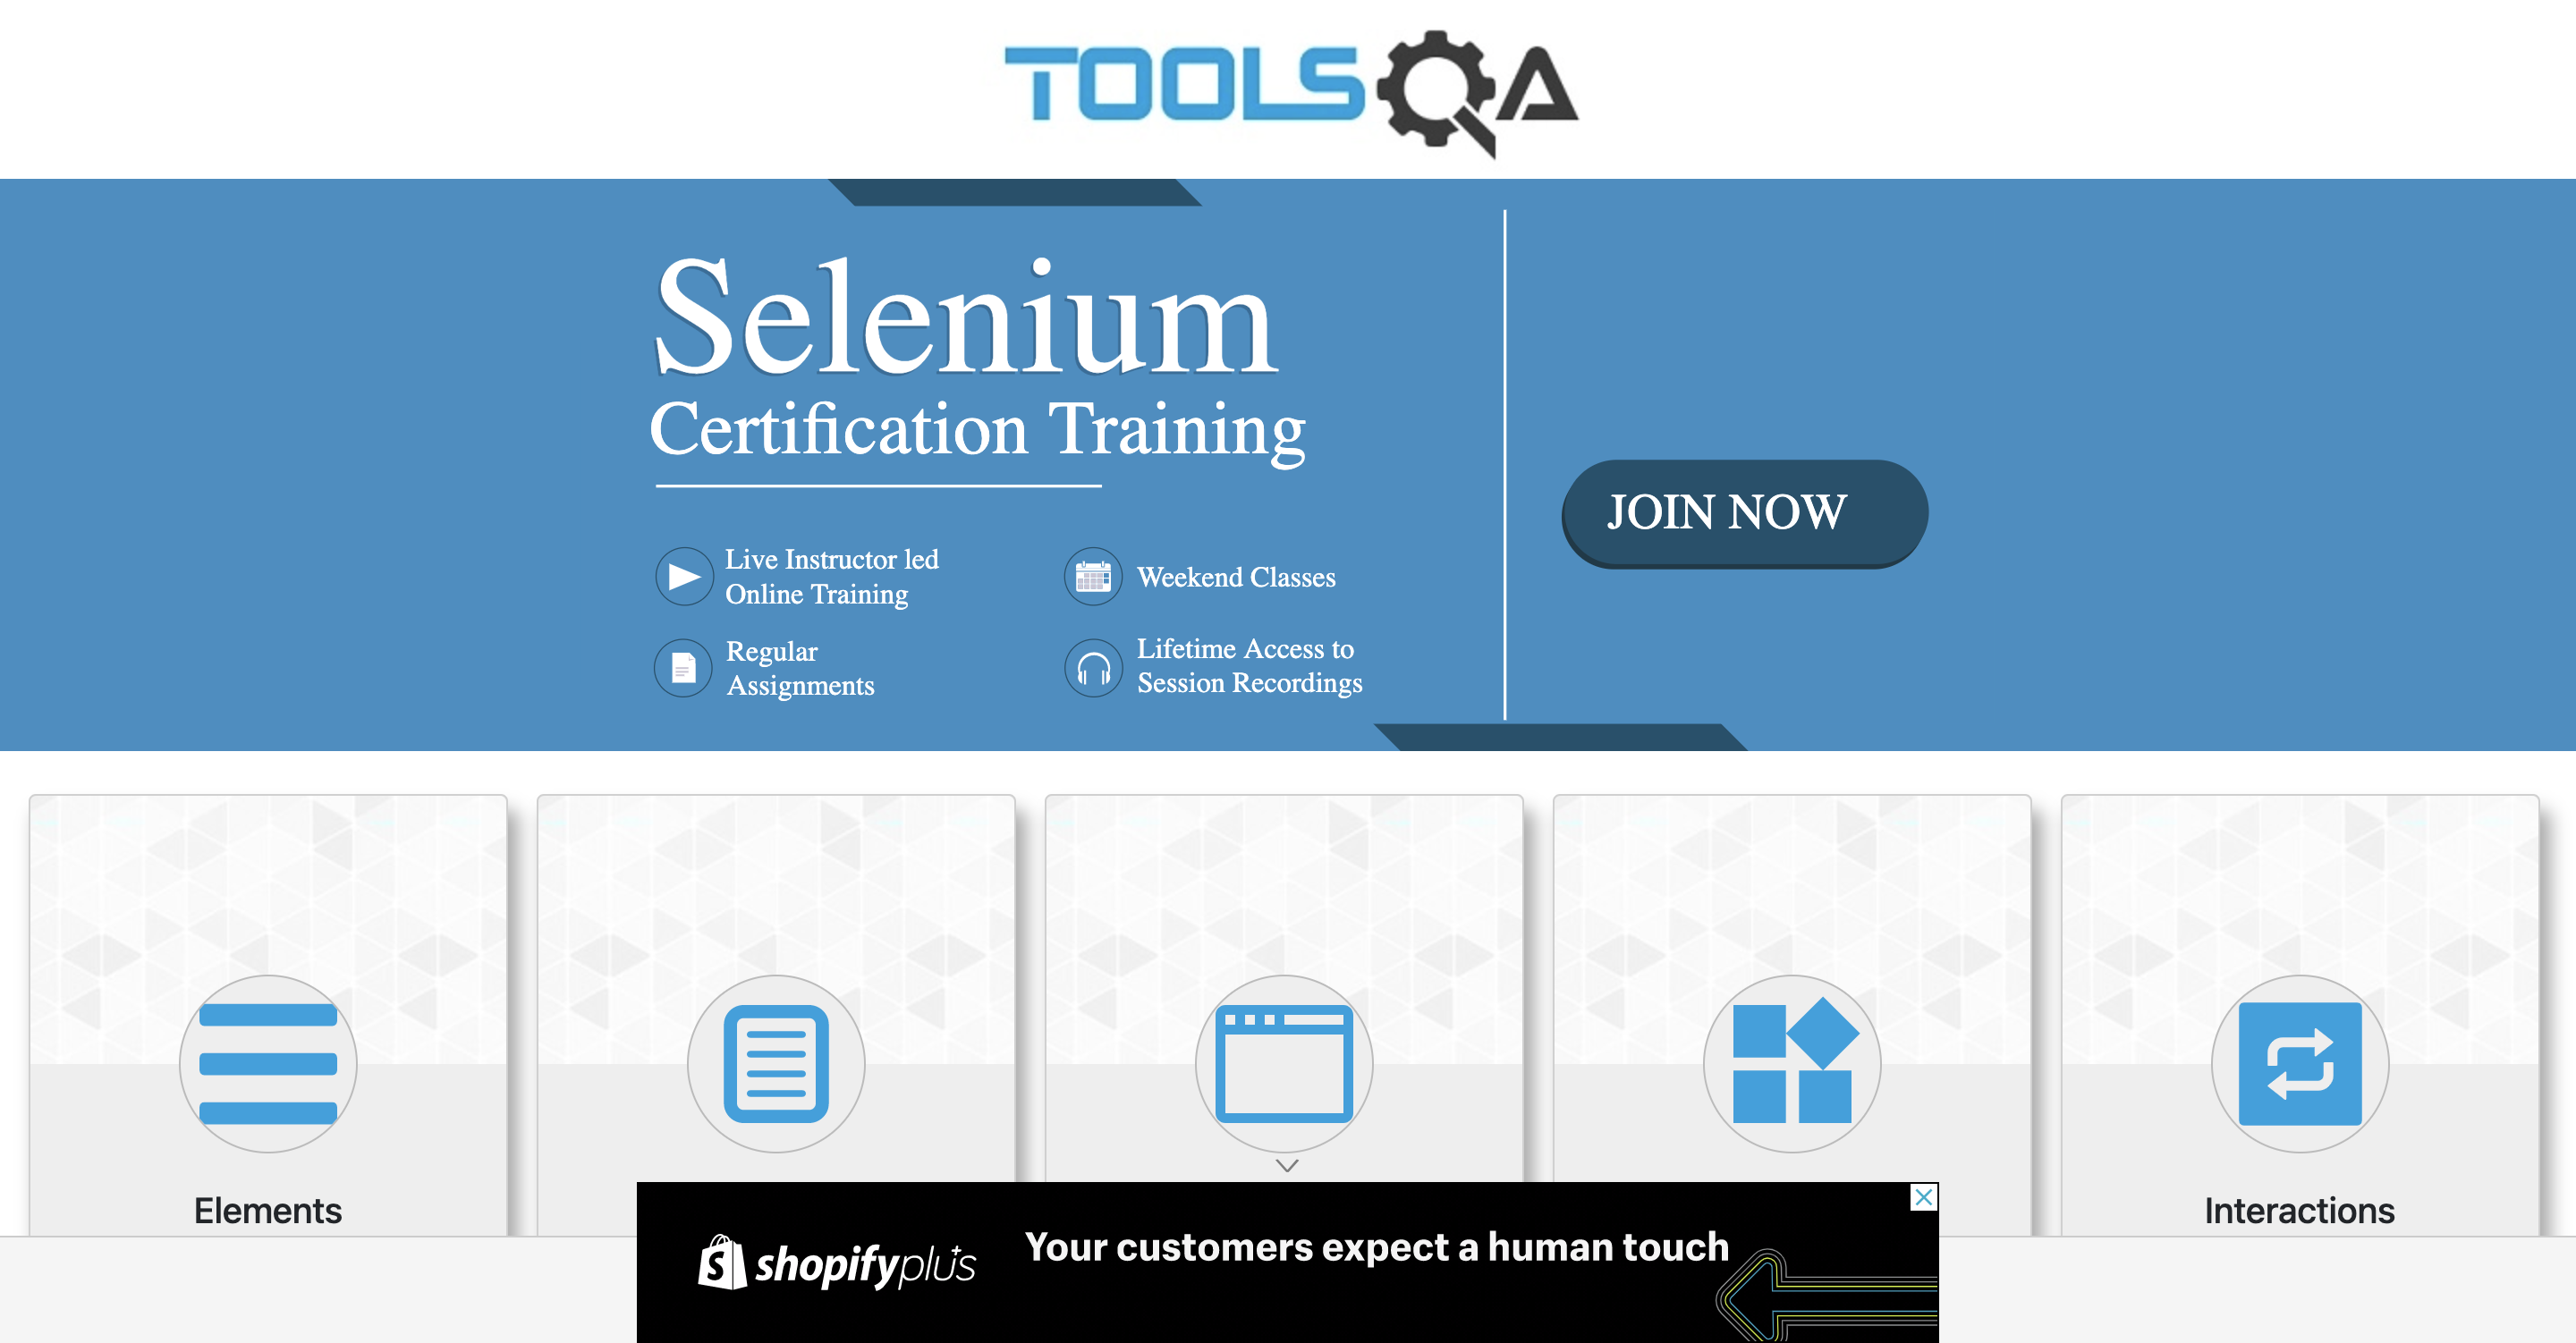 TOOLSQA
Selenium
Certification Training
JOIN NOW
Live Instructor led
Online Training
Weekend Classes
Regular
Assignments
Lifetime Access to
Session Recordings
Elements
Interactions
shopifyplus
Your customers expect a human touch